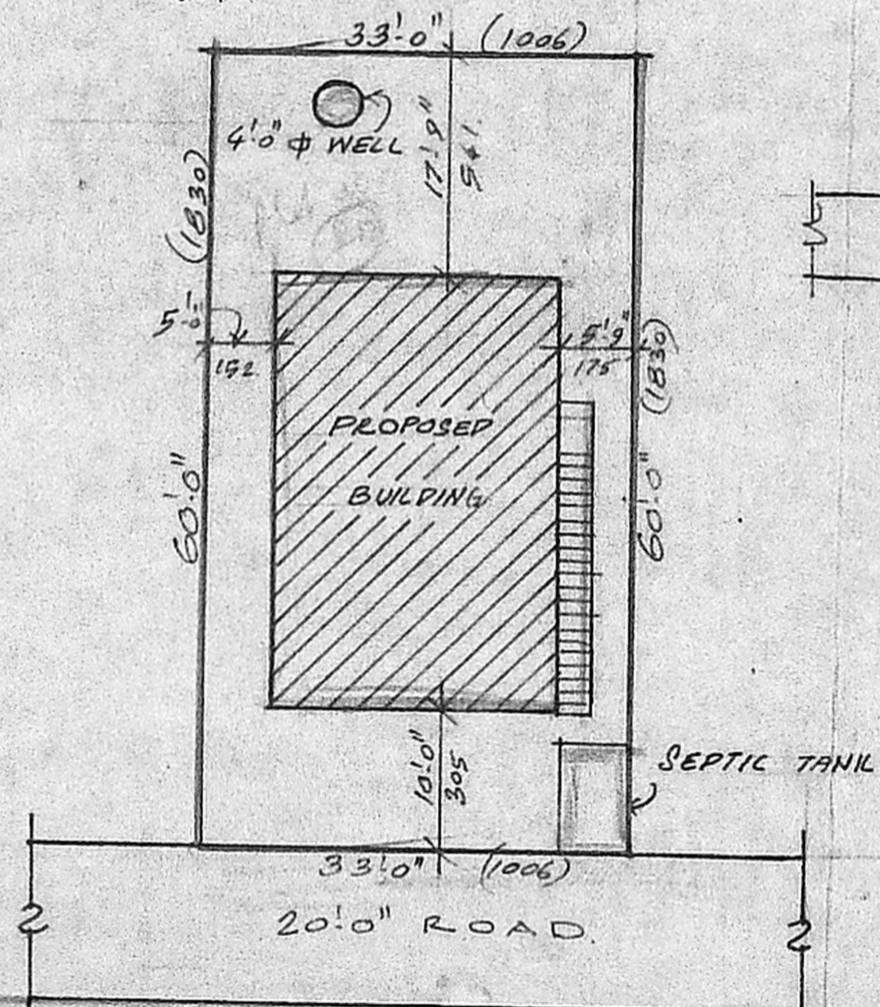 33'-0" (1006)
4'-0" ф WELL
17'-9"
541.
(1830)
5'-0"
152
5'-9"
175
(1830)
PROPOSED
BUILDING
60'-0"
60'-0"
10'-0"
305
SEPTIC TANK
33'-0" (1006)
20'-0" ROAD.